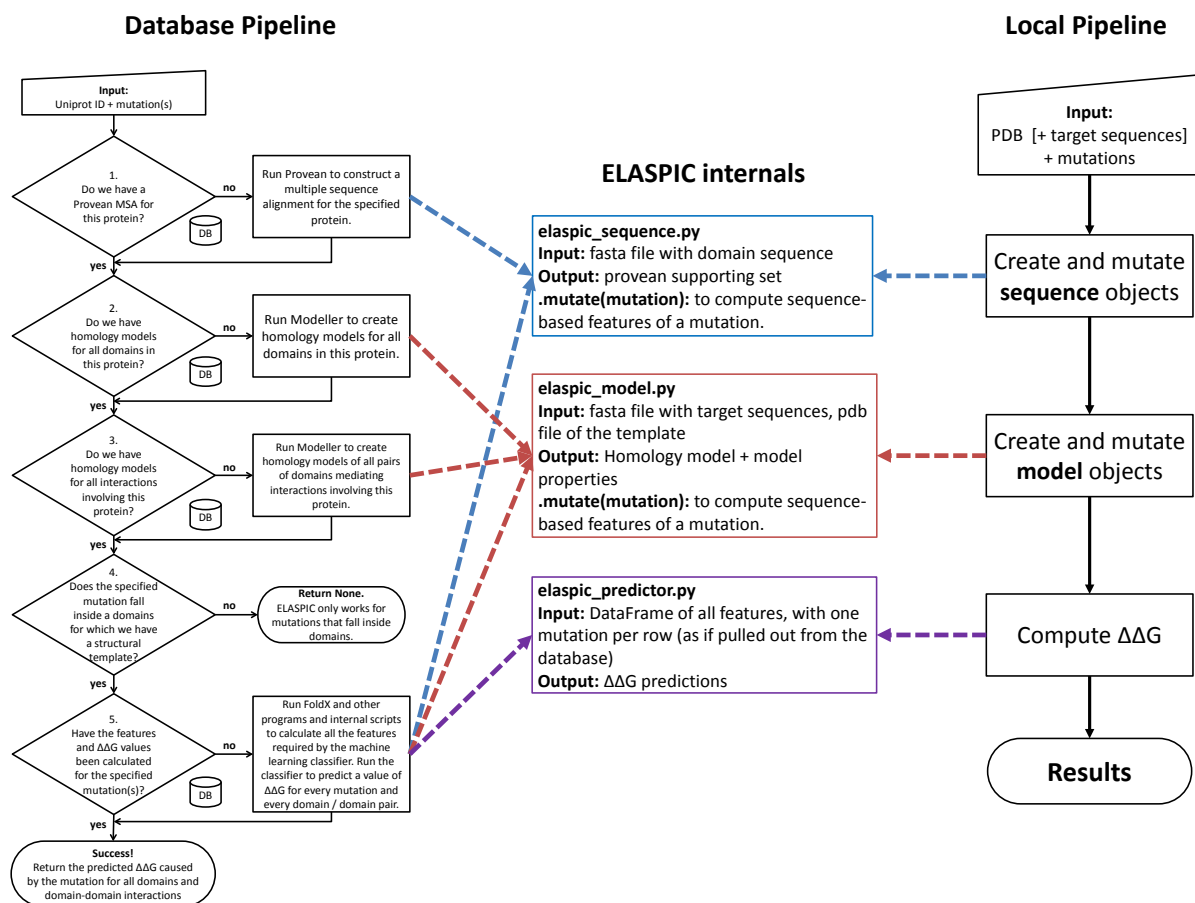 Database Pipeline
Input:
Uniprot ID + mutation(s)
1.
Do we have a
Provean MSA for
this protein?
no
DB
Run Provean to construct a
multiple sequence
alignment for the specified
protein.
yes
2.
Do we have
homology models
for all domains in
this protein?
no
DB
Run Modeller to create
homology models for all
domains in this protein.
yes
3.
Do we have
homology models
for all interactions
involving this
protein?
no
DB
Run Modeller to create
homology models of all pairs
of domains mediating
interactions involving this
protein.
yes
4.
Does the specified
mutation fall
inside a domains
for which we have
a structural
template?
no
Return None.
ELASPIC only works for
mutations that fall inside
domains.
yes
5.
Have the features
and ΔΔG values
been calculated
for the specified
mutation(s)?
no
DB
Run FoldX and other
programs and internal scripts
to calculate all the features
required by the machine
learning classifier. Run the
classifier to predict a value of
ΔΔG for every mutation and
every domain / domain pair.
yes
Success!
Return the predicted ΔΔG caused
by the mutation for all domains and
domain-domain interactions
ELASPIC internals
elaspic_sequence.py
Input: fasta file with domain sequence
Output: provean supporting set
.mutate(mutation): to compute sequence-
based features of a mutation.
elaspic_model.py
Input: fasta file with target sequences, pdb
file of the template
Output: Homology model + model
properties
.mutate(mutation): to compute sequence-
based features of a mutation.
elaspic_predictor.py
Input: DataFrame of all features, with one
mutation per row (as if pulled out from the
database)
Output: ΔΔG predictions
Local Pipeline
Input:
PDB [+ target sequences]
+ mutations
Create and mutate
sequence objects
Create and mutate
model objects
Compute ΔΔG
Results